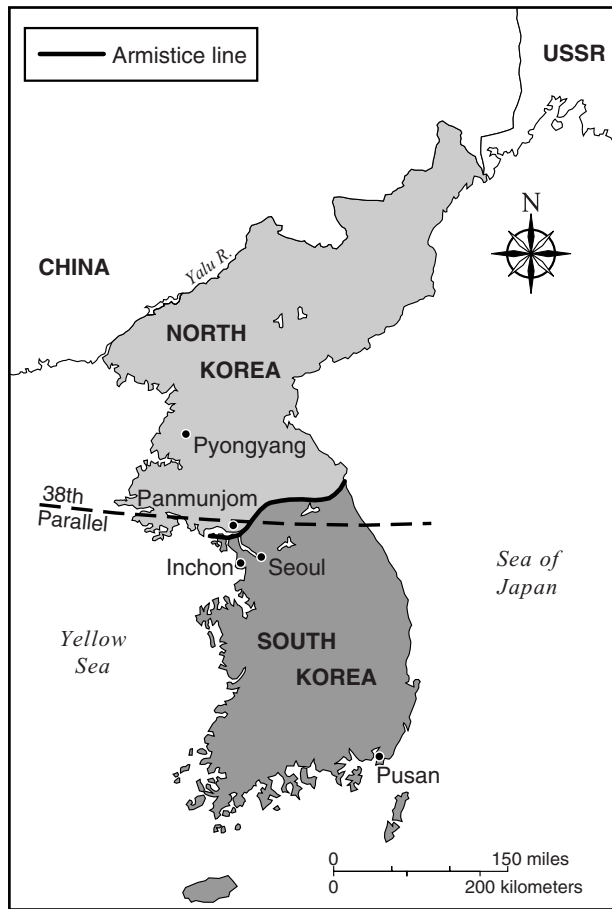 Armistice line
USSR
N
CHINA
Yalu R.
NORTH
KOREA
Pyongyang
38th
Parallel
Panmunjom
Inchon
Seoul
Sea of
Japan
Yellow
Sea
SOUTH
KOREA
Pusan
0 150 miles
0 200 kilometers